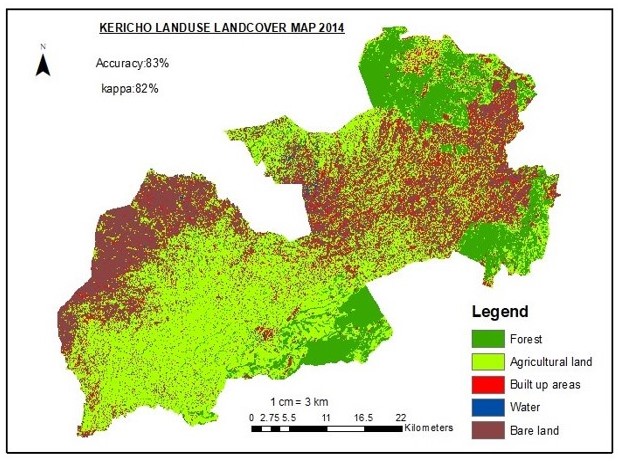 KERICHO LANDUSE LANDCOVER MAP 2014
N
Accuracy:83%
kappa:82%
Legend
Forest
Agricultural land
Built up areas
Water
Bare land
1 cm = 3 km
0 2.75 5.5 11 16.5 22
Kilometers